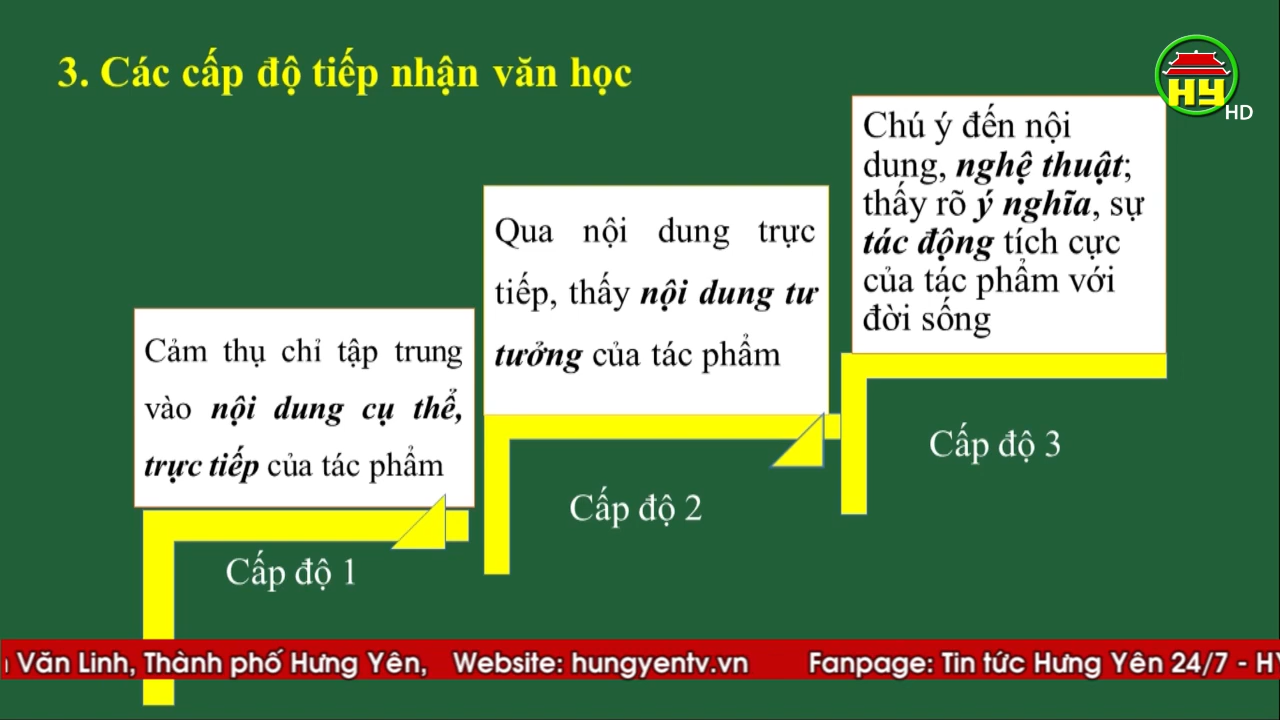 3. Các cấp độ tiếp nhận văn học
HY
HD
Chú ý đến nội
dung, nghệ thuật;
thấy rõ ý nghĩa, sự
tác động tích cực
của tác phẩm với
đời sống
Qua nội dung trực
tiếp, thấy nội dung tư
tưởng của tác phẩm
Cảm thụ chỉ tập trung
vào nội dung cụ thể,
trực tiếp của tác phẩm
Cấp độ 3
Cấp độ 2
Cấp độ 1
Văn Linh, Thành phố Hưng Yên, Website: hungyentv.vn Fanpage: Tin tức Hưng Yên 24/7 - HY